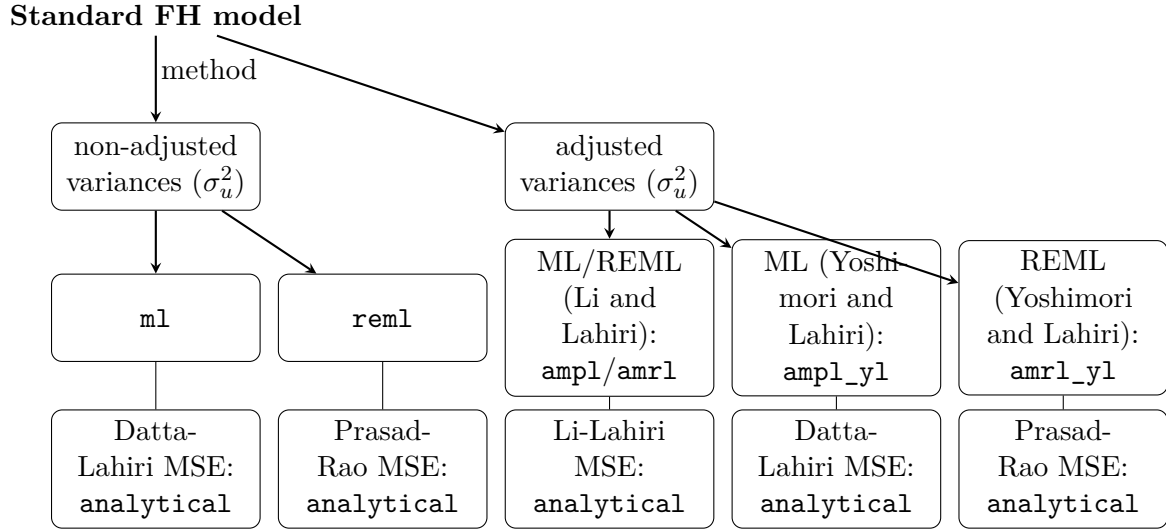 Standard FH model
method
non-adjusted
variances (σ²ᵤ)
adjusted
variances (σ²ᵤ)
ml
reml
ML/REML
(Li and
Lahiri):
ampl/amrl
ML (Yoshi-
mori and
Lahiri):
ampl_yl
REML
(Yoshimori
and Lahiri):
amrl_yl
Datta-
Lahiri MSE:
analytical
Prasad-
Rao MSE:
analytical
Li-Lahiri
MSE:
analytical
Datta-
Lahiri MSE:
analytical
Prasad-
Rao MSE:
analytical